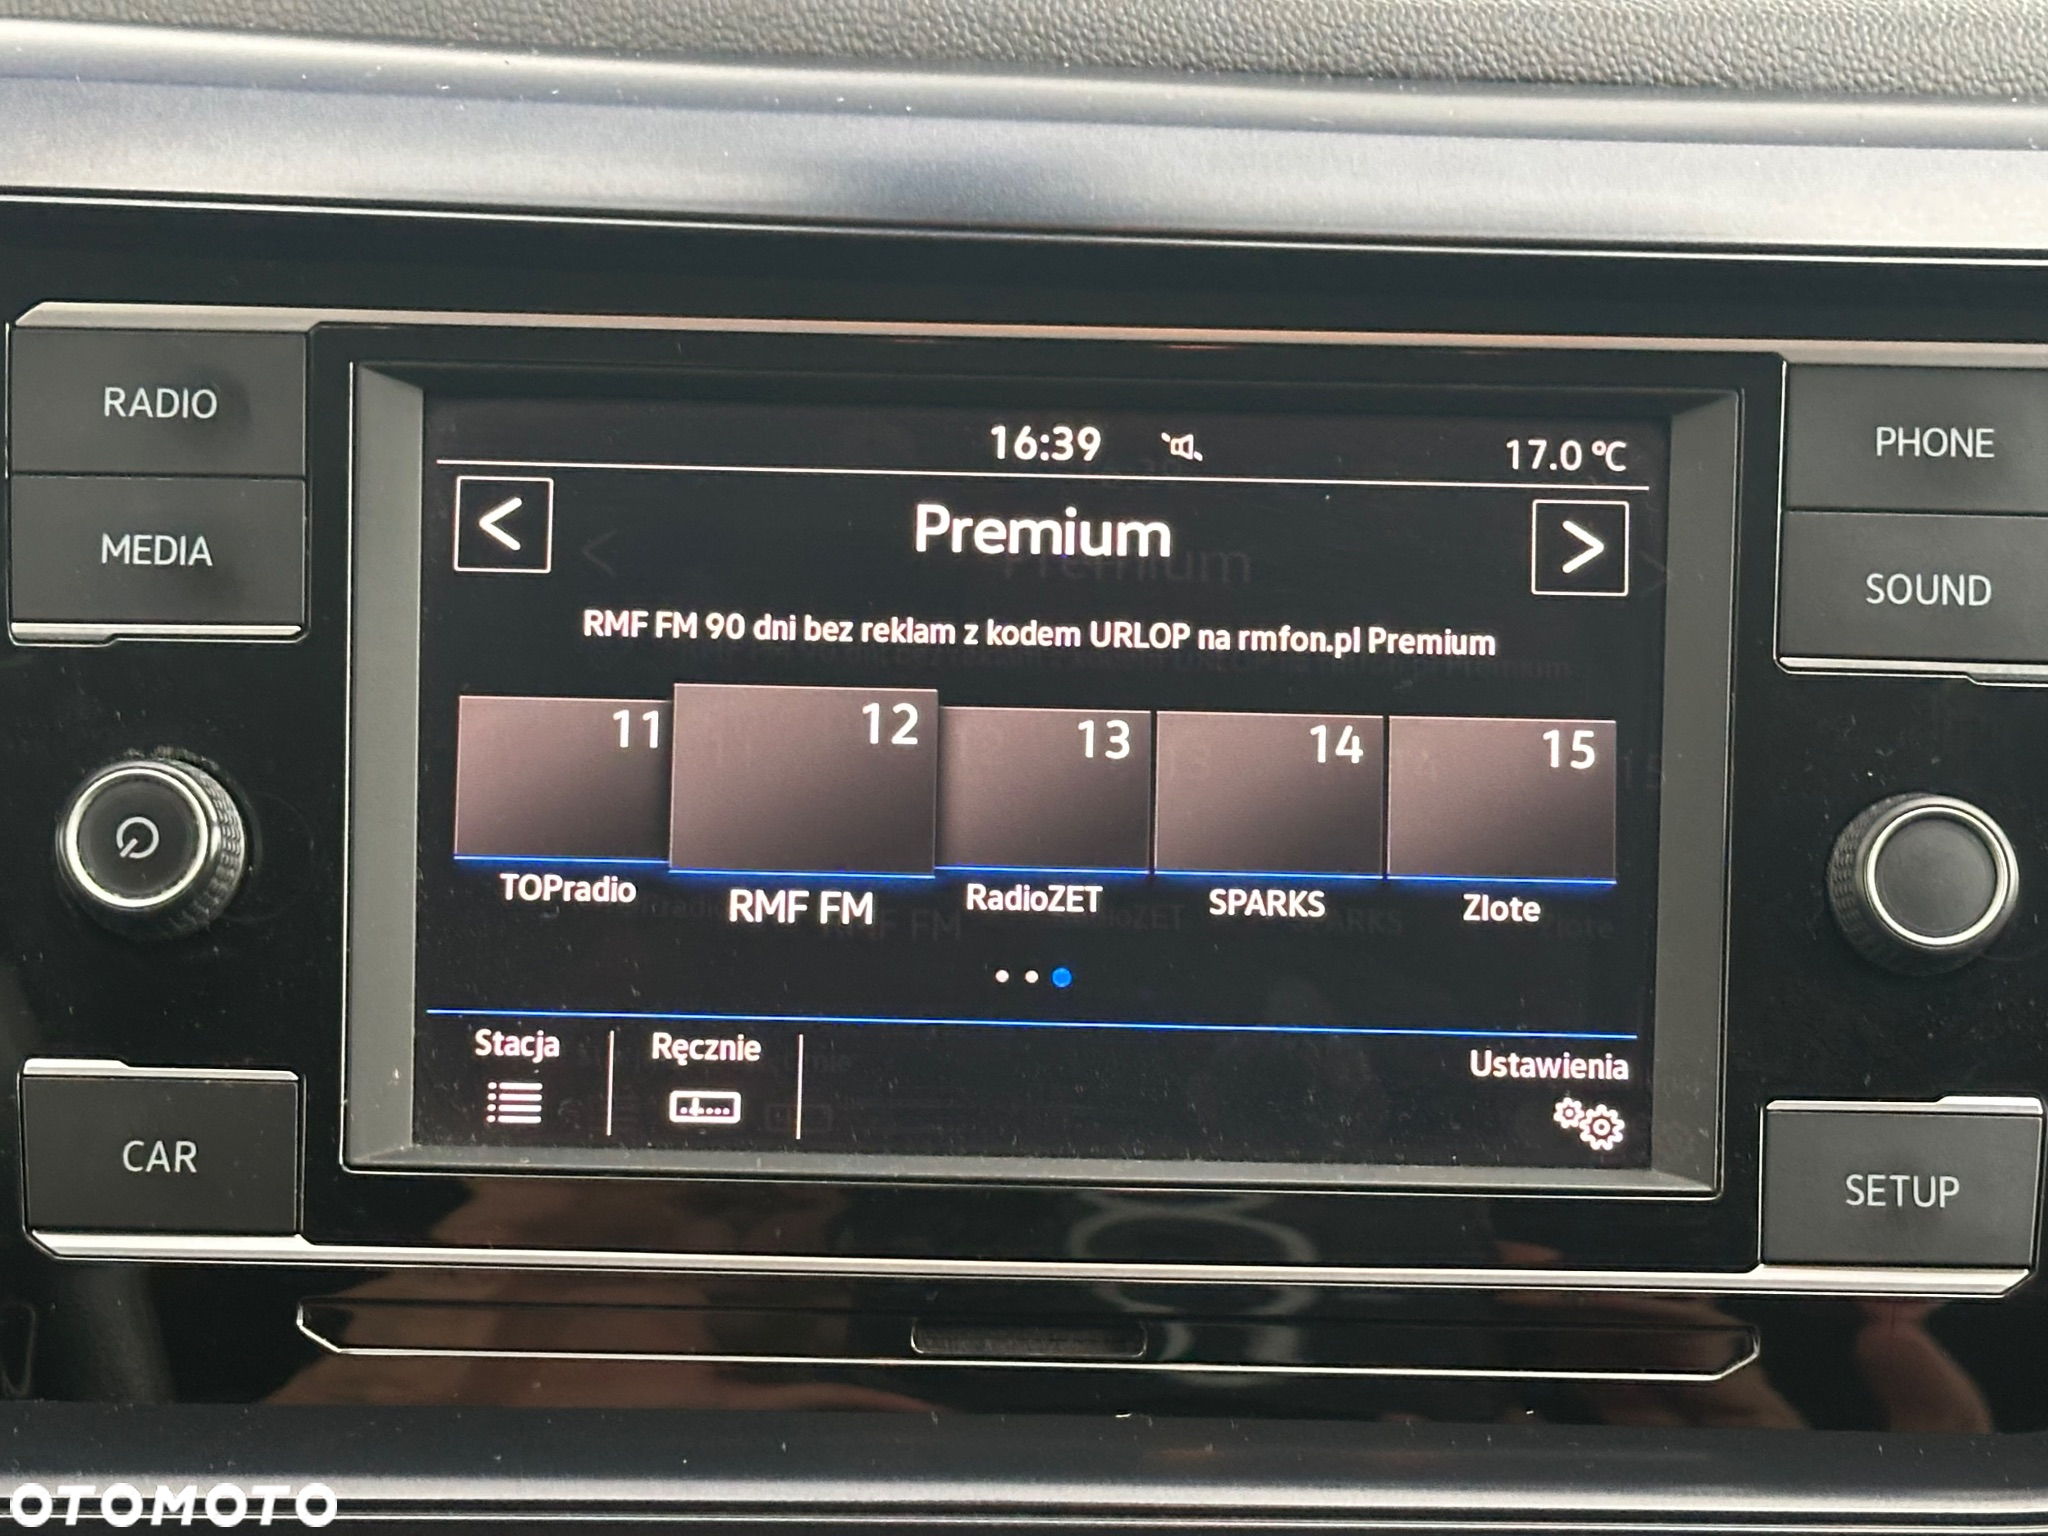 16:39
17.0 °C
RADIO
MEDIA
PHONE
SOUND
<
Premium
>
RMF FM 90 dni bez reklam z kodem URLOP na rmfon.pl Premium
11
12
13
14
15
TOPradio
RMF FM
RadioZET
SPARKS
Zlote
Stacja
Ręcznie
Ustawienia
CAR
SETUP
OTOMOTO